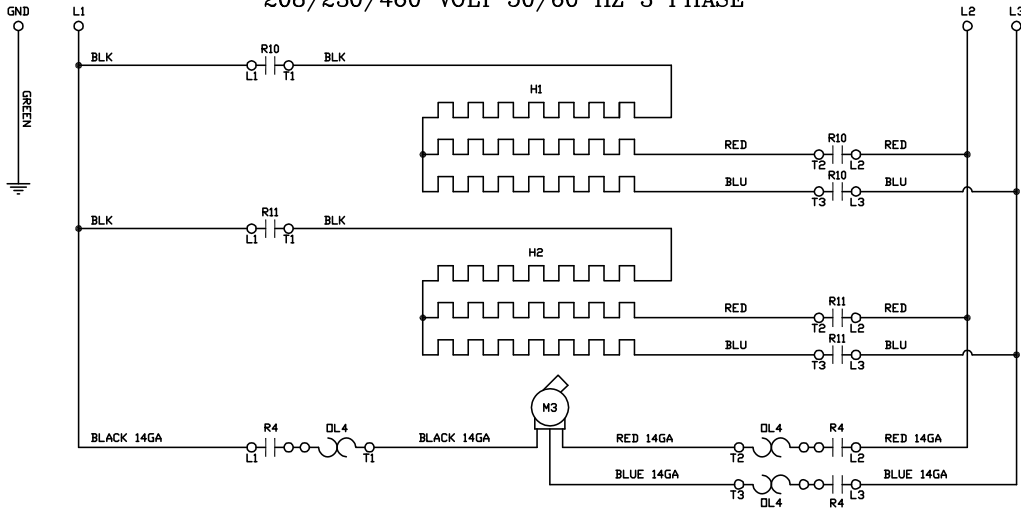 208/230/460 VOLT 50/60 HZ 3 PHASE
GND L1 L2 L3
R10
BLK BLK
L1 T1
H1
GREEN
R10
RED RED
T2 L2
R10
BLU BLU
T3 L3
R11
BLK BLK
L1 T1
H2
R11
RED RED
T2 L2
R11
BLU BLU
T3 L3
M3
R4 OL4 OL4 R4
BLACK 14GA BLACK 14GA RED 14GA RED 14GA
L1 T1 T2 L2
BLUE 14GA BLUE 14GA
T3 L3
OL4 R4